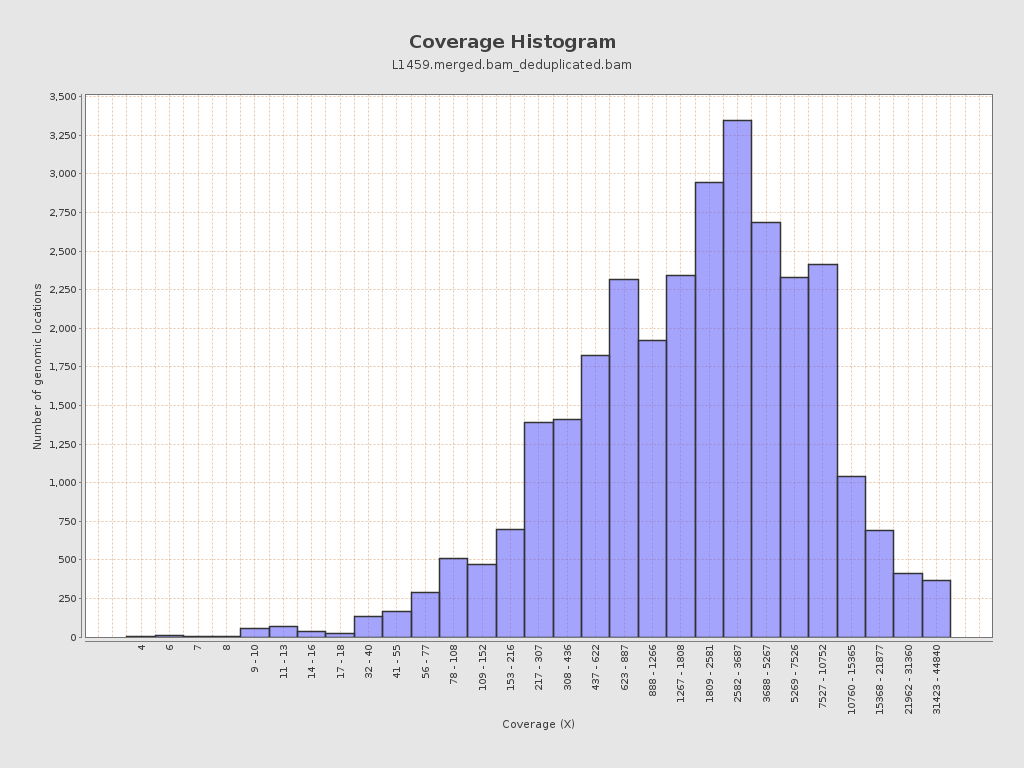 Coverage Histogram
L1459.merged.bam_deduplicated.bam
3,500
3,250
3,000
2,750
2,500
2,250
2,000
1,750
1,500
1,250
1,000
750
500
250
0
Number of genomic locations
4
6
7
8
9 - 10
11 - 13
14 - 16
17 - 18
32 - 40
41 - 55
56 - 77
78 - 108
109 - 152
153 - 216
217 - 307
308 - 436
437 - 622
623 - 887
888 - 1266
1267 - 1808
1809 - 2581
2582 - 3687
3688 - 5267
5269 - 7526
7527 - 10752
10760 - 15365
15368 - 21877
21962 - 31360
31423 - 44840
Coverage (X)